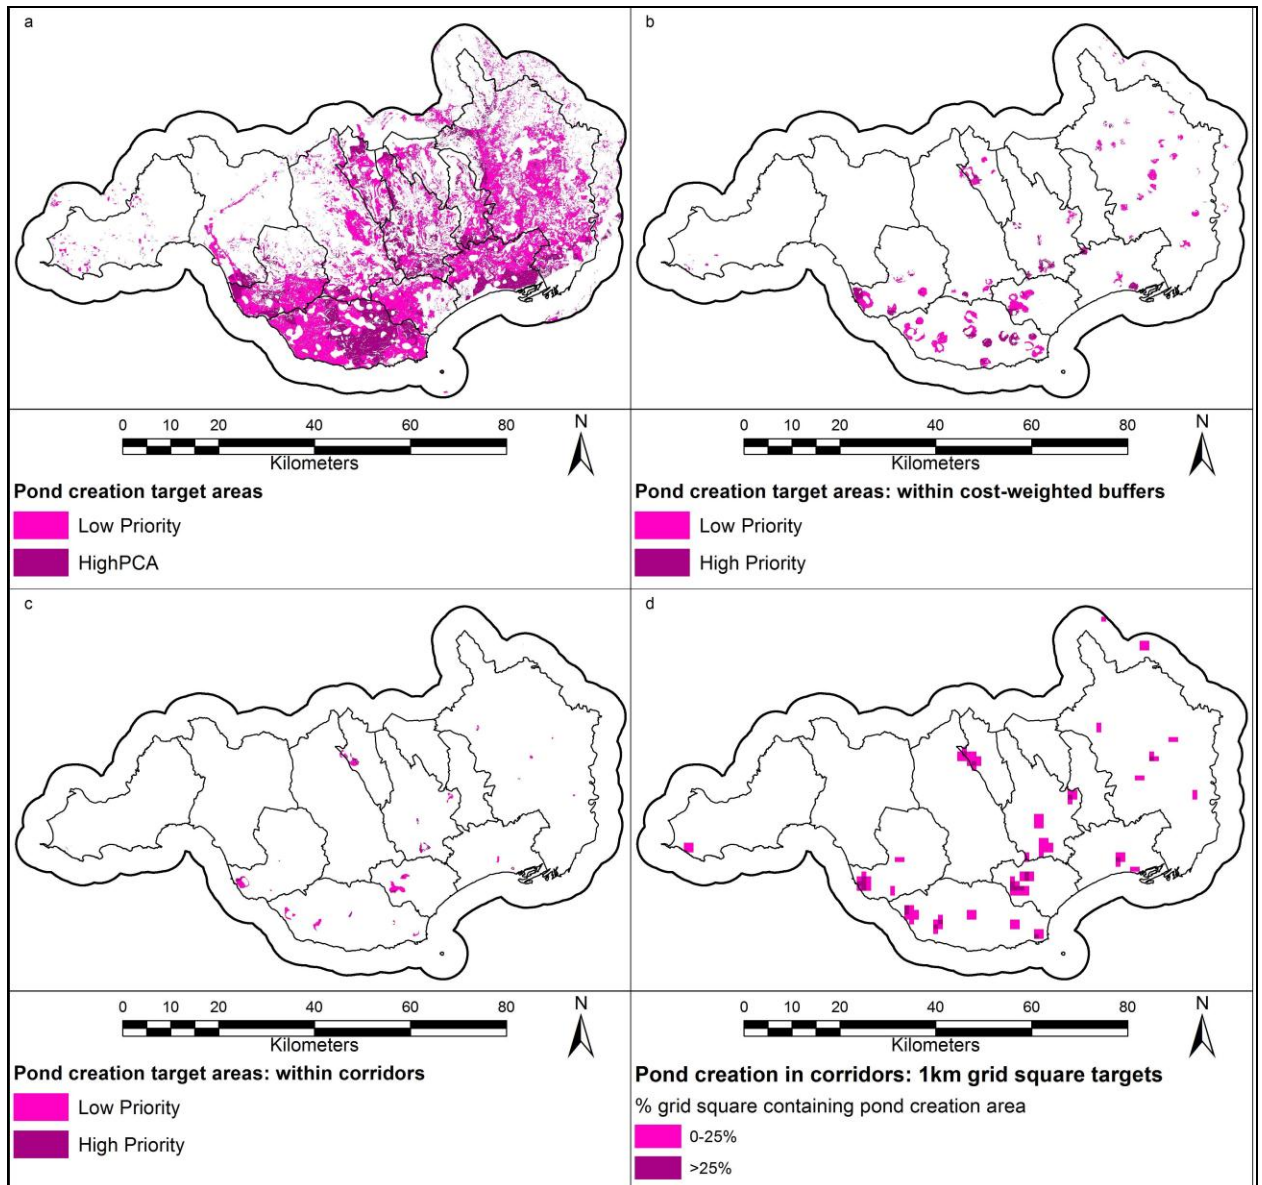 a
0 10 20 40 60 80
Kilometers
N
Pond creation target areas
Low Priority
HighPCA
b
0 10 20 40 60 80
Kilometers
N
Pond creation target areas: within cost-weighted buffers
Low Priority
High Priority
c
0 10 20 40 60 80
Kilometers
N
Pond creation target areas: within corridors
Low Priority
High Priority
d
0 10 20 40 60 80
Kilometers
N
Pond creation in corridors: 1km grid square targets
% grid square containing pond creation area
0-25%
>25%